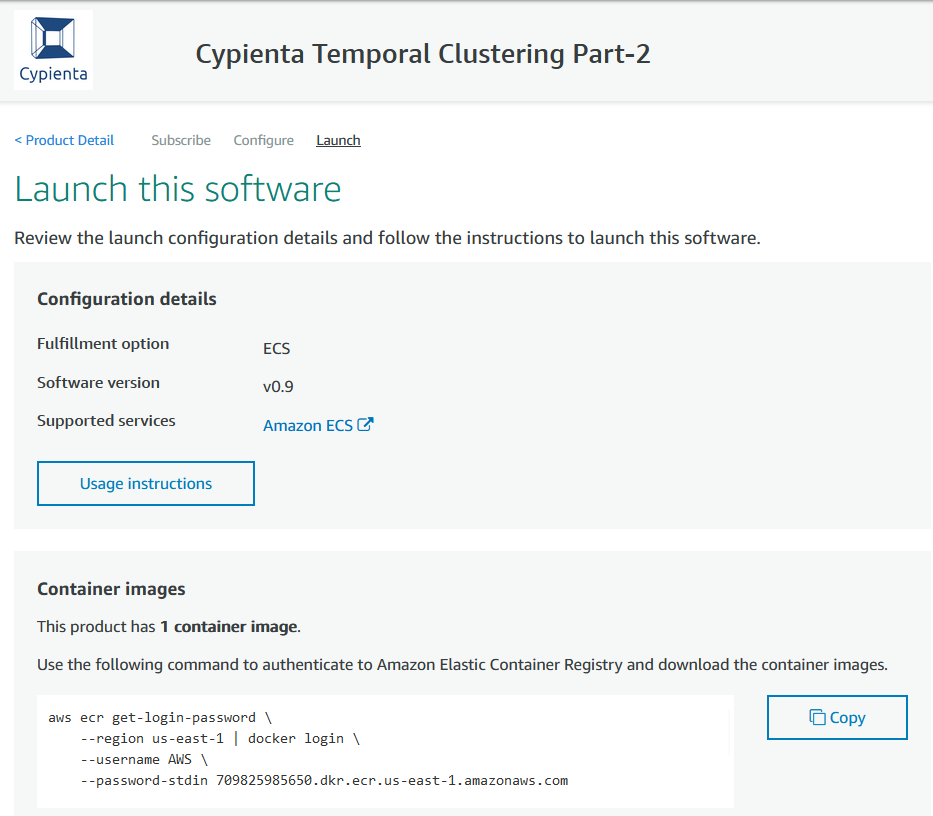 Cypienta
Cypienta Temporal Clustering Part-2
< Product Detail Subscribe Configure Launch
Launch this software
Review the launch configuration details and follow the instructions to launch this software.
Configuration details
Fulfillment option ECS
Software version v0.9
Supported services Amazon ECS
Usage instructions
Container images
This product has 1 container image.
Use the following command to authenticate to Amazon Elastic Container Registry and download the container images.
aws ecr get-login-password \
    --region us-east-1 | docker login \
    --username AWS \
    --password-stdin 709825985650.dkr.ecr.us-east-1.amazonaws.com
Copy